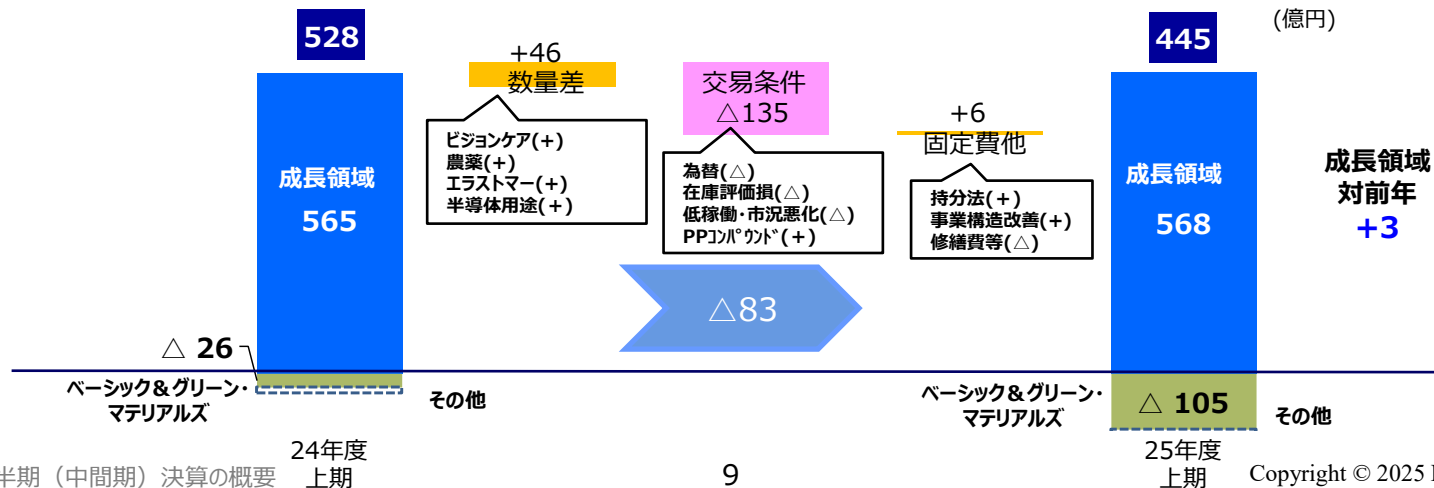 (億円)
528
445
+46
数量差
交易条件
△135
+6
固定費他
ビジョンケア(+)
農薬(+)
エラストマー(+)
半導体用途(+)
為替(△)
在庫評価損(△)
低稼働・市況悪化(△)
PPコンパウンド(+)
持分法(+)
事業構造改善(+)
修繕費等(△)
成長領域
565
成長領域
568
成長領域
対前年
+3
△83
△ 26
ベーシック&グリーン・
マテリアルズ
その他
ベーシック&グリーン・
マテリアルズ
△ 105
その他
24年度
上期
25年度
上期
半期（中間期）決算の概要
9
Copyright © 2025